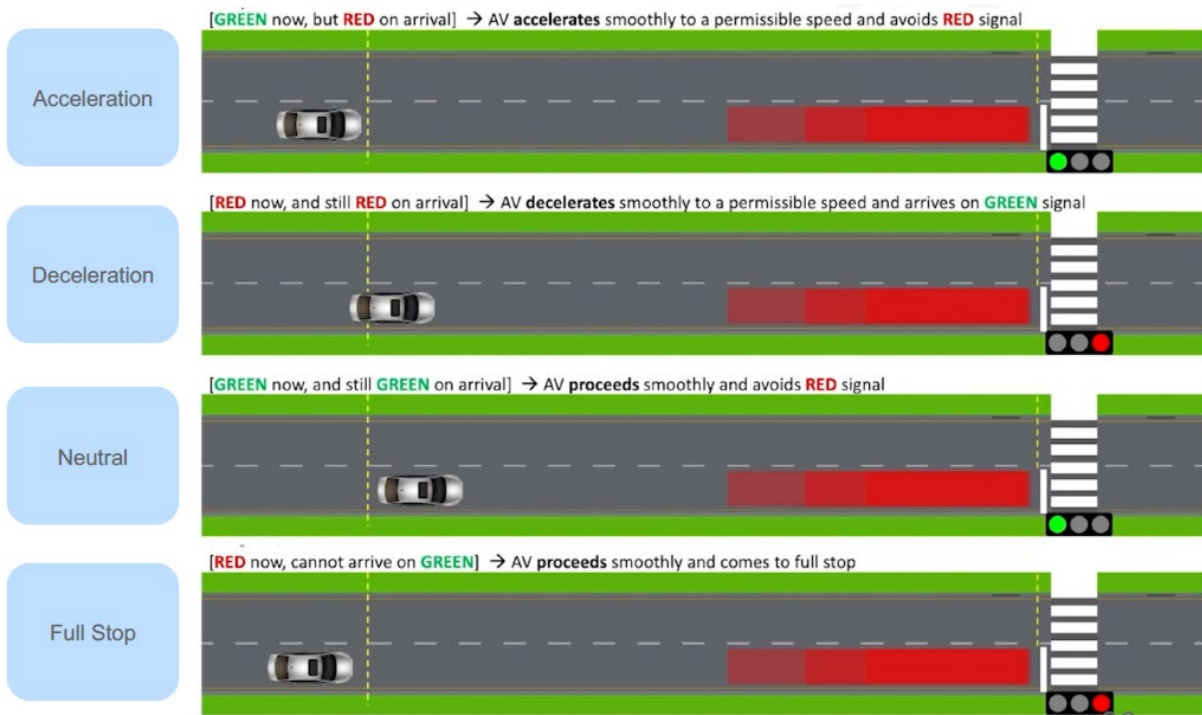 [GREEN now, but RED on arrival] → AV accelerates smoothly to a permissible speed and avoids RED signal
Acceleration
[RED now, and still RED on arrival] → AV decelerates smoothly to a permissible speed and arrives on GREEN signal
Deceleration
[GREEN now, and still GREEN on arrival] → AV proceeds smoothly and avoids RED signal
Neutral
[RED now, cannot arrive on GREEN] → AV proceeds smoothly and comes to full stop
Full Stop